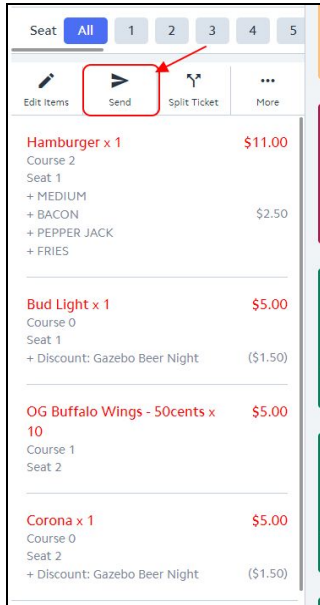 Seat All 1 2 3 4 5
Edit Items Send Split Ticket More
Hamburger x 1 $11.00
Course 2
Seat 1
+ MEDIUM
+ BACON $2.50
+ PEPPER JACK
+ FRIES
Bud Light x 1 $5.00
Course 0
Seat 1
+ Discount: Gazebo Beer Night ($1.50)
OG Buffalo Wings - 50cents x $5.00
10
Course 1
Seat 2
Corona x 1 $5.00
Course 0
Seat 2
+ Discount: Gazebo Beer Night ($1.50)